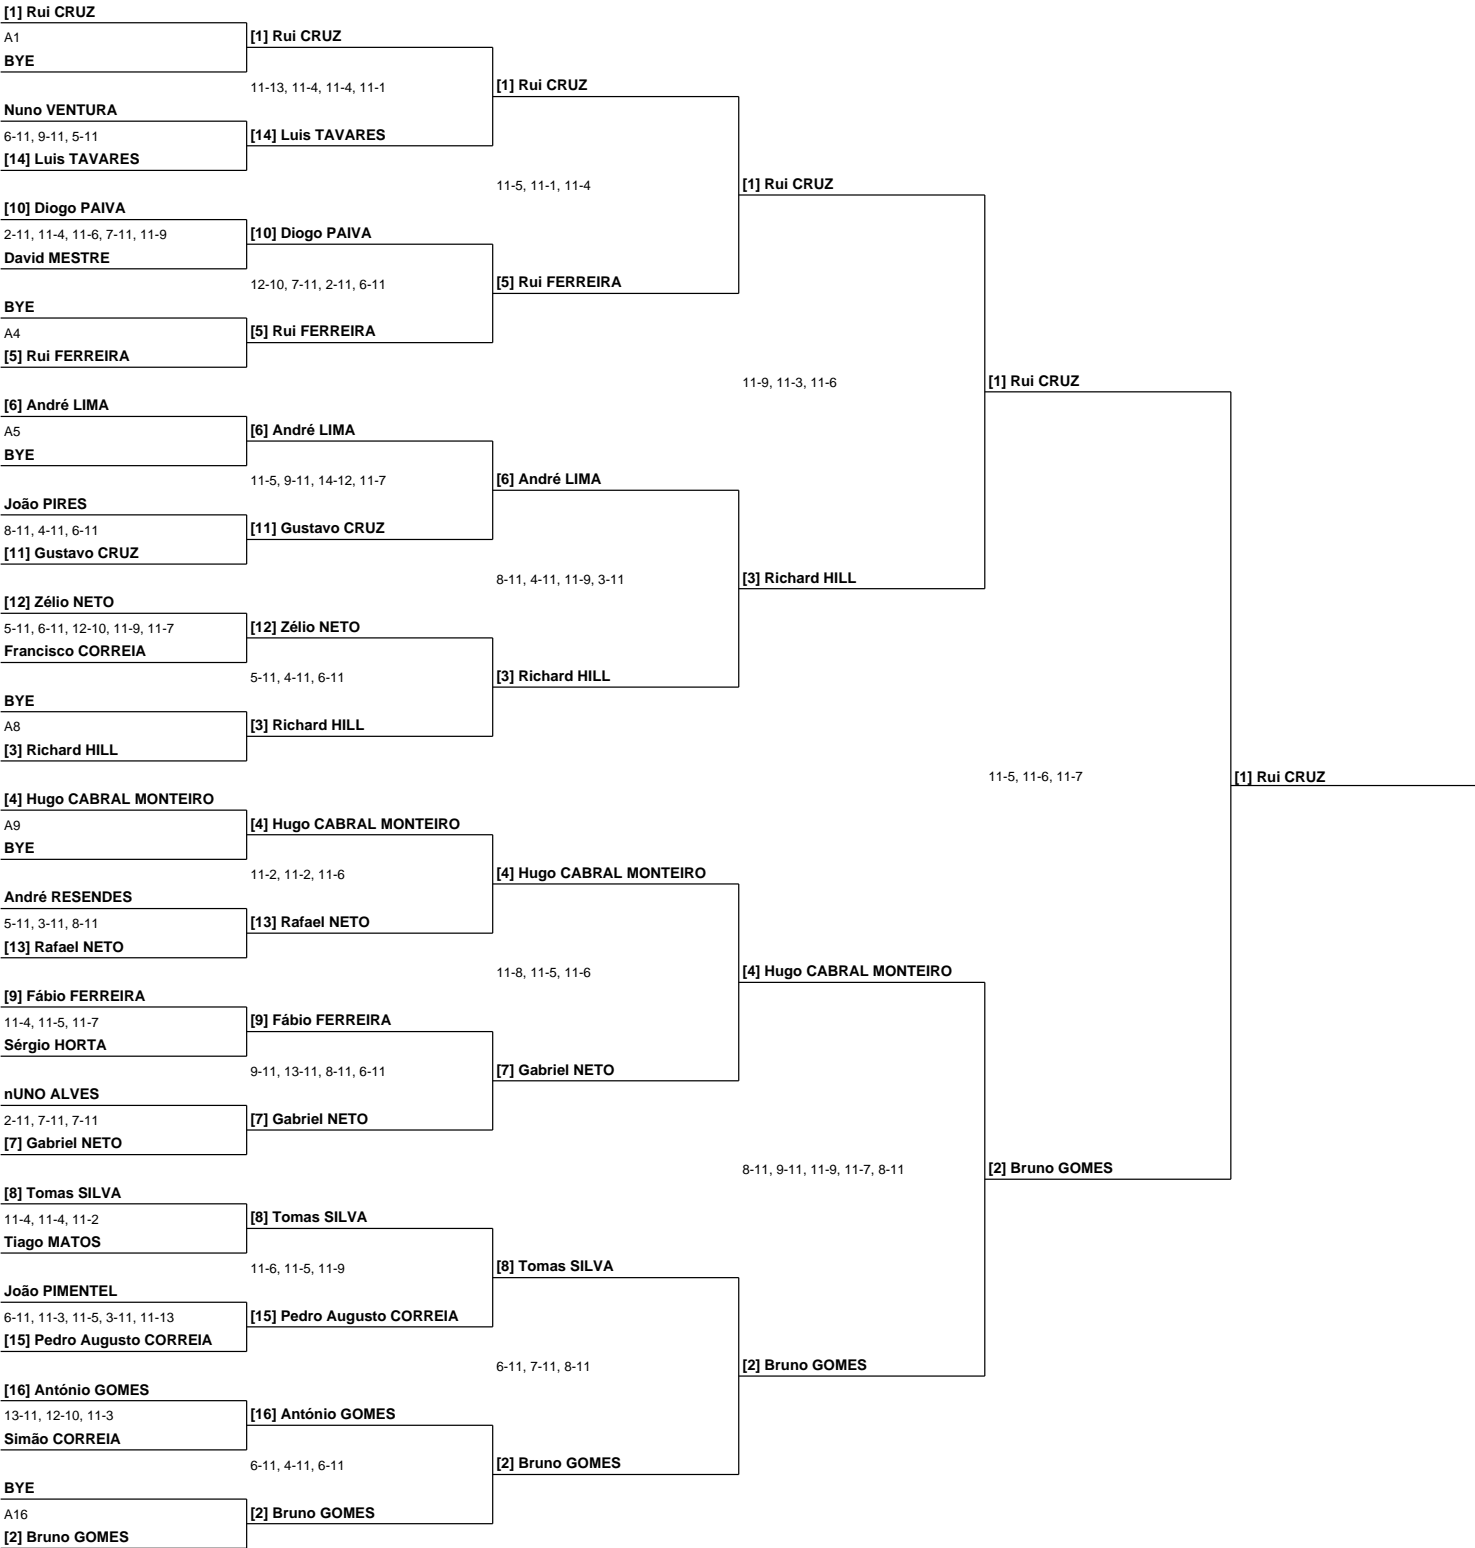 [1] Rui CRUZ
A1
[1] Rui CRUZ
BYE
11-13, 11-4, 11-4, 11-1
[1] Rui CRUZ
Nuno VENTURA
6-11, 9-11, 5-11
[14] Luis TAVARES
[14] Luis TAVARES
11-5, 11-1, 11-4
[1] Rui CRUZ
[10] Diogo PAIVA
2-11, 11-4, 11-6, 7-11, 11-9
[10] Diogo PAIVA
David MESTRE
12-10, 7-11, 2-11, 6-11
[5] Rui FERREIRA
BYE
A4
[5] Rui FERREIRA
[5] Rui FERREIRA
11-9, 11-3, 11-6
[1] Rui CRUZ
[6] André LIMA
A5
[6] André LIMA
BYE
11-5, 9-11, 14-12, 11-7
[6] André LIMA
João PIRES
8-11, 4-11, 6-11
[11] Gustavo CRUZ
[11] Gustavo CRUZ
8-11, 4-11, 11-9, 3-11
[3] Richard HILL
[12] Zélio NETO
5-11, 6-11, 12-10, 11-9, 11-7
[12] Zélio NETO
Francisco CORREIA
5-11, 4-11, 6-11
[3] Richard HILL
BYE
A8
[3] Richard HILL
[3] Richard HILL
11-5, 11-6, 11-7
[1] Rui CRUZ
[4] Hugo CABRAL MONTEIRO
A9
[4] Hugo CABRAL MONTEIRO
BYE
11-2, 11-2, 11-6
[4] Hugo CABRAL MONTEIRO
André RESENDES
5-11, 3-11, 8-11
[13] Rafael NETO
[13] Rafael NETO
11-8, 11-5, 11-6
[4] Hugo CABRAL MONTEIRO
[9] Fábio FERREIRA
11-4, 11-5, 11-7
[9] Fábio FERREIRA
Sérgio HORTA
9-11, 13-11, 8-11, 6-11
[7] Gabriel NETO
nUNO ALVES
2-11, 7-11, 7-11
[7] Gabriel NETO
[7] Gabriel NETO
8-11, 9-11, 11-9, 11-7, 8-11
[2] Bruno GOMES
[8] Tomas SILVA
11-4, 11-4, 11-2
[8] Tomas SILVA
Tiago MATOS
11-6, 11-5, 11-9
[8] Tomas SILVA
João PIMENTEL
6-11, 11-3, 11-5, 3-11, 11-13
[15] Pedro Augusto CORREIA
[15] Pedro Augusto CORREIA
6-11, 7-11, 8-11
[2] Bruno GOMES
[16] António GOMES
13-11, 12-10, 11-3
[16] António GOMES
Simão CORREIA
6-11, 4-11, 6-11
[2] Bruno GOMES
BYE
A16
[2] Bruno GOMES
[2] Bruno GOMES